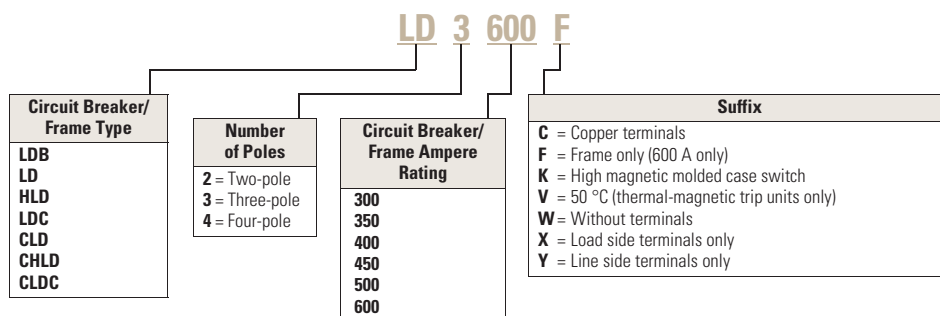 LD 3 600 F
Circuit Breaker/
Frame Type
LDB
LD
HLD
LDC
CLD
CHLD
CLDC
Number
of Poles
2 = Two-pole
3 = Three-pole
4 = Four-pole
Circuit Breaker/
Frame Ampere
Rating
300
350
400
450
500
600
Suffix
C = Copper terminals
F = Frame only (600 A only)
K = High magnetic molded case switch
V = 50 °C (thermal-magnetic trip units only)
W = Without terminals
X = Load side terminals only
Y = Line side terminals only